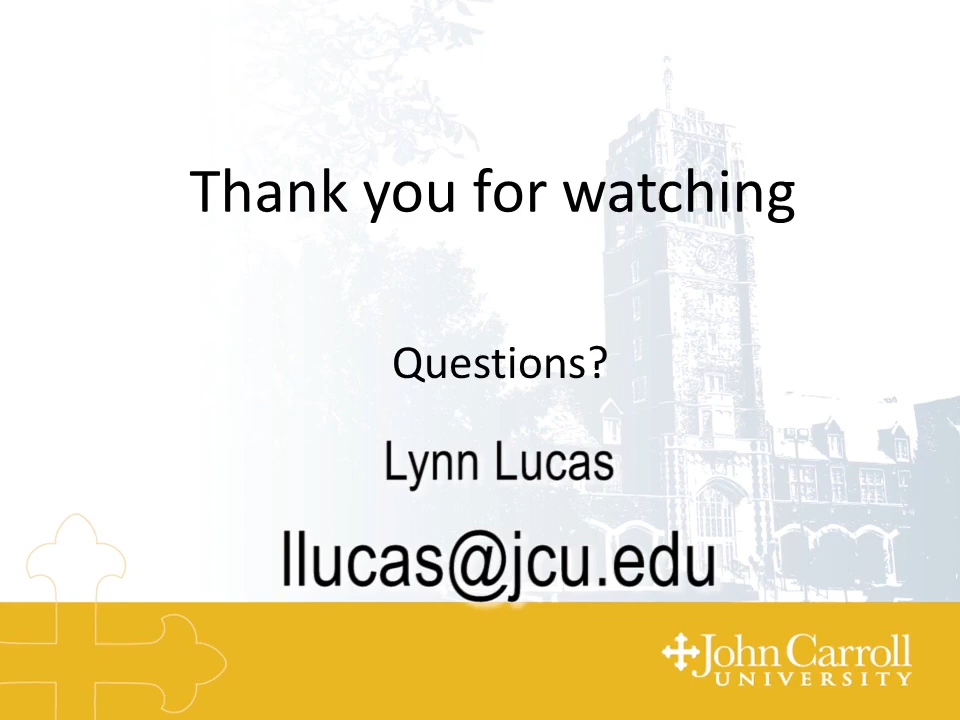 Thank you for watching
Questions?
Lynn Lucas
llucas@jcu.edu
John Carroll
UNIVERSITY